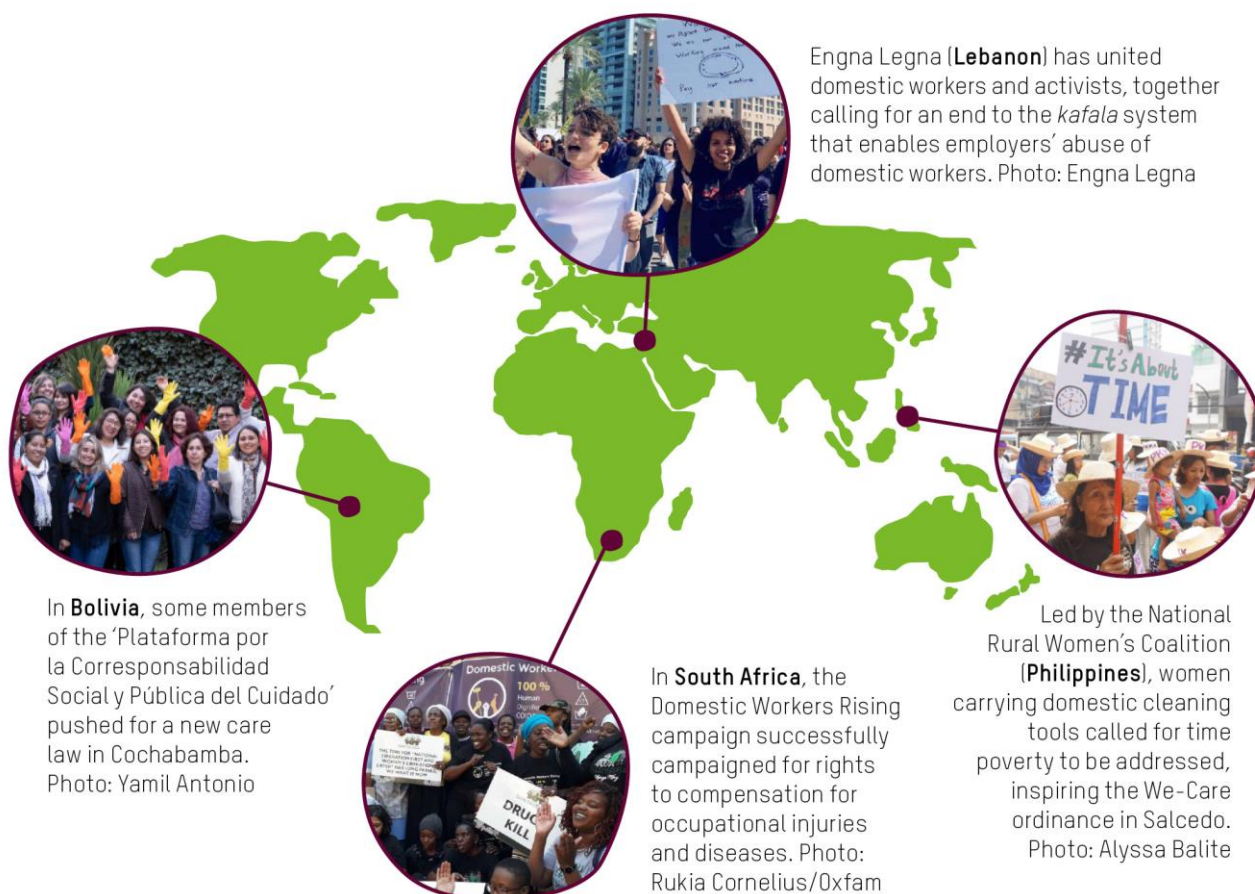 Engna Legna (Lebanon) has united
domestic workers and activists, together
calling for an end to the kafala system
that enables employers’ abuse of
domestic workers. Photo: Engna Legna
#It's About
TIME
In Bolivia, some members
of the ‘Plataforma por
la Corresponsabilidad
Social y Pública del Cuidado’
pushed for a new care
law in Cochabamba.
Photo: Yamil Antonio
Domestic Worke
100 %
Human
DRUG
KILL
In South Africa, the
Domestic Workers Rising
campaign successfully
campaigned for rights
to compensation for
occupational injuries
and diseases. Photo:
Rukia Cornelius/Oxfam
Led by the National
Rural Women’s Coalition
(Philippines), women
carrying domestic cleaning
tools called for time
poverty to be addressed,
inspiring the We-Care
ordinance in Salcedo.
Photo: Alyssa Balite